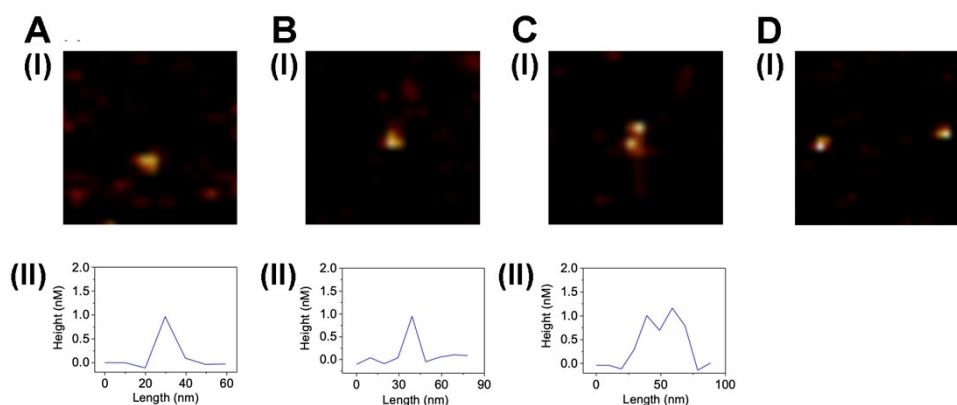 A B C D
(I) (I) (I) (I)
(II) (II) (II)
Height (nM)
2.0
1.5
1.0
0.5
0.0
0 20 40 60
Length (nm)
Height (nM)
2.0
1.5
1.0
0.5
0.0
0 30 60 90
Length (nm)
Height (nM)
2.0
1.5
1.0
0.5
0.0
0 50 100
Length (nm)